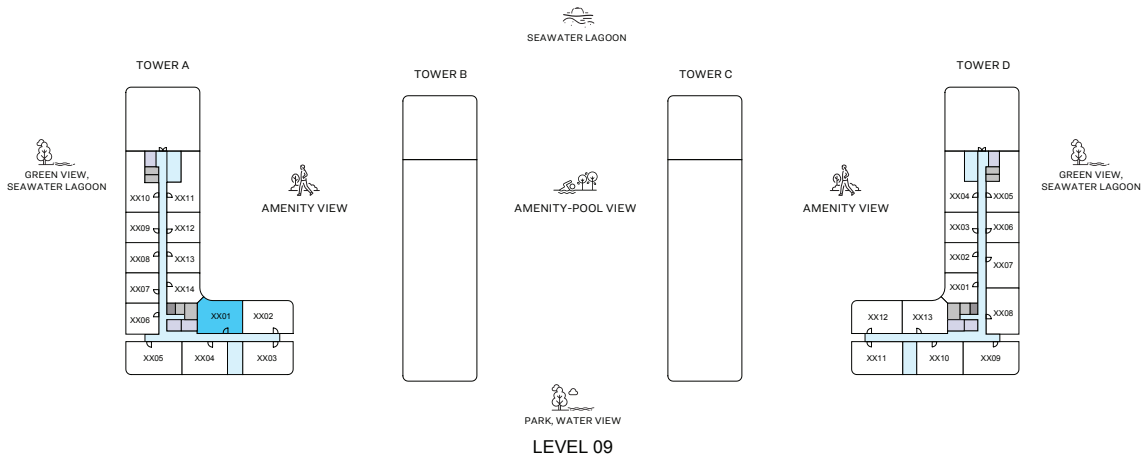 SEAWATER LAGOON
TOWER A
TOWER B
TOWER C
TOWER D
GREEN VIEW,
SEAWATER LAGOON
AMENITY VIEW
AMENITY-POOL VIEW
AMENITY VIEW
GREEN VIEW,
SEAWATER LAGOON
XX10 XX11
XX09 XX12
XX08 XX13
XX07 XX14
XX06 XX01 XX02
XX05 XX04 XX03
XX04 XX05
XX03 XX06
XX02 XX07
XX01
XX12 XX13 XX08
XX11 XX10 XX09
PARK, WATER VIEW
LEVEL 09